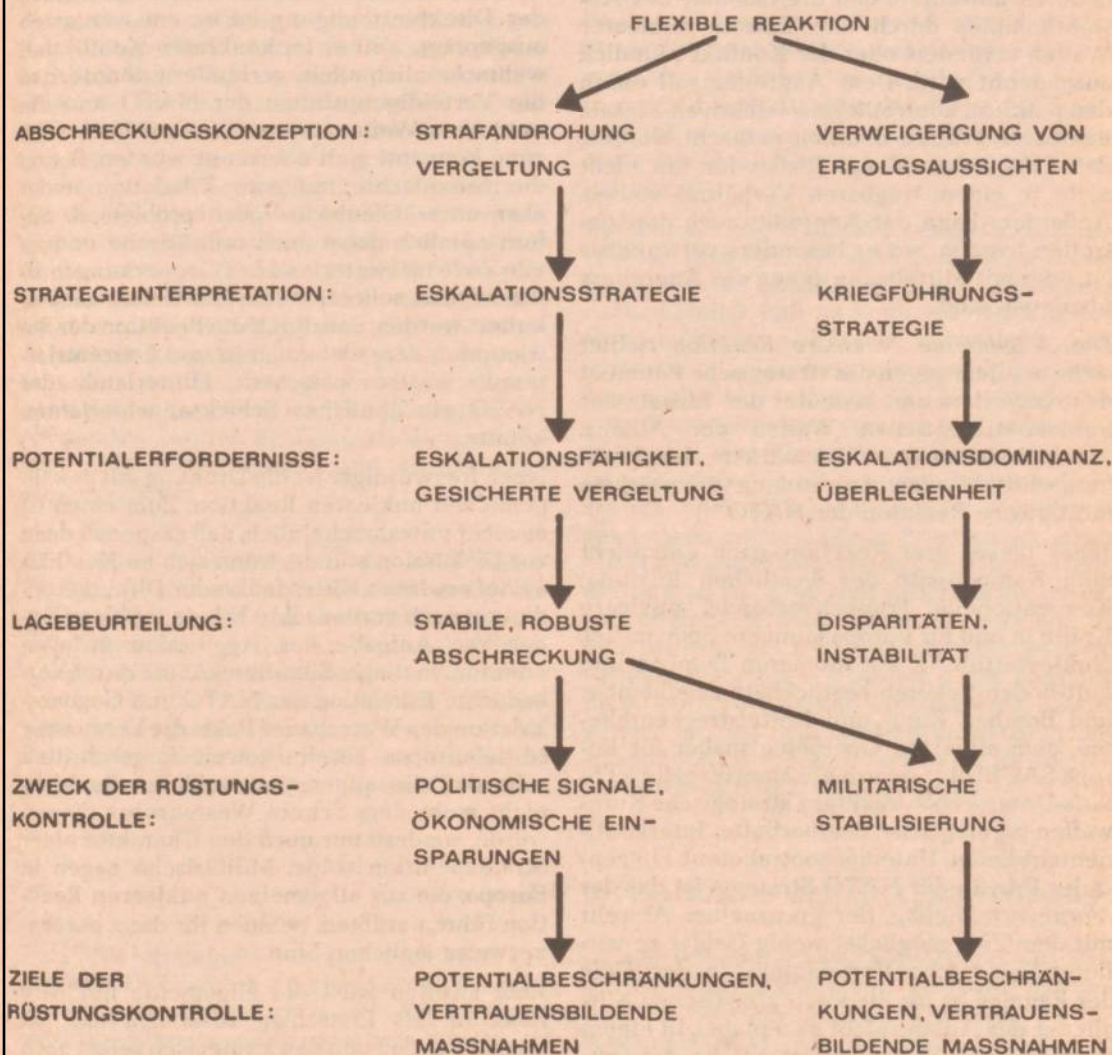 FLEXIBLE REAKTION
ABSCHRECKUNGSKONZEPTION :
STRAFANDROHUNG
VERGELTUNG
VERWEIGERGUNG VON
ERFOLGSAUSSICHTEN
STRATEGIEINTERPRETATION:
ESKALATIONSSTRATEGIE
KRIEGFÜHRUNGS-
STRATEGIE
POTENTIALERFORDERNISSE:
ESKALATIONSFÄHIGKEIT.
GESICHERTE VERGELTUNG
ESKALATIONSDOMINANZ.
ÜBERLEGENHEIT
LAGEBEURTEILUNG:
STABILE, ROBUSTE
ABSCHRECKUNG
DISPARITÄTEN.
INSTABILITÄT
ZWECK DER RÜSTUNGS-
KONTROLLE:
POLITISCHE SIGNALE,
ÖKONOMISCHE EIN-
SPARUNGEN
MILITÄRISCHE
STABILISIERUNG
ZIELE DER
RÜSTUNGSKONTROLLE:
POTENTIALBESCHRÄNKUNGEN,
VERTRAUENSBILDENDE
MASSNAHMEN
POTENTIALBESCHRÄN-
KUNGEN, VERTRAUENS-
BILDENDE MASSNAHMEN